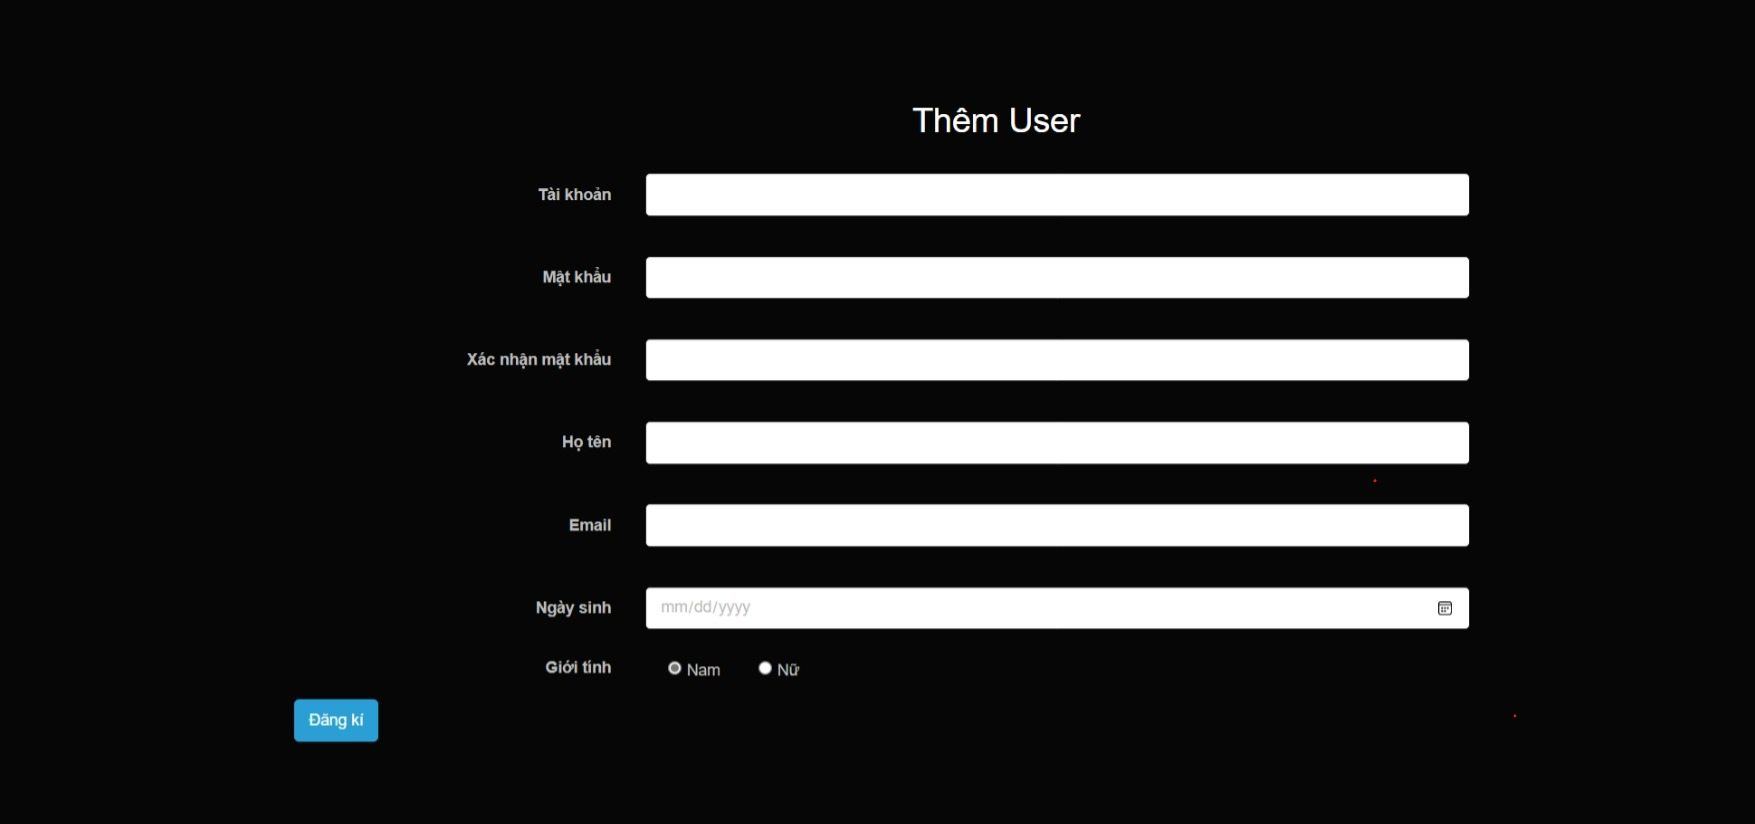 Thêm User
Tài khoản
Mật khẩu
Xác nhận mật khẩu
Họ tên
Email
Ngày sinh mm/dd/yyyy
Giới tính Nam Nữ
Đăng kí